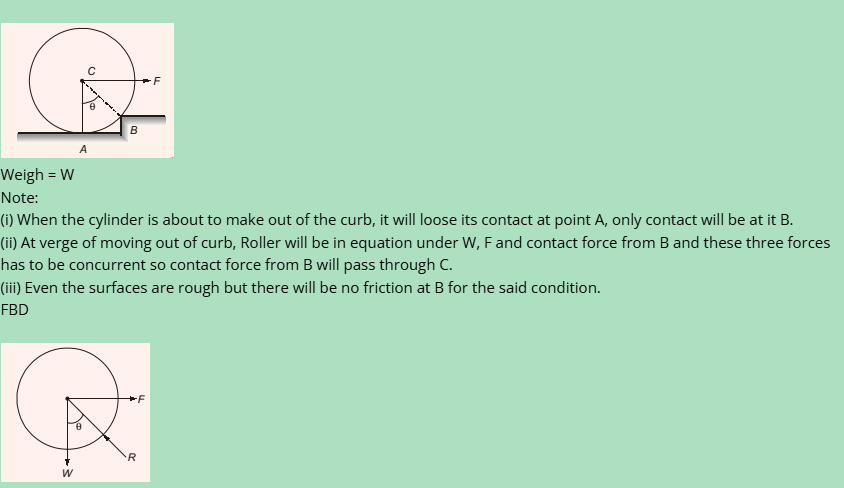 C
F
θ
B
A
Weigh = W
Note:
(i) When the cylinder is about to make out of the curb, it will loose its contact at point A, only contact will be at it B.
(ii) At verge of moving out of curb, Roller will be in equation under W, F and contact force from B and these three forces
has to be concurrent so contact force from B will pass through C.
(iii) Even the surfaces are rough but there will be no friction at B for the said condition.
FBD
F
θ
R
W